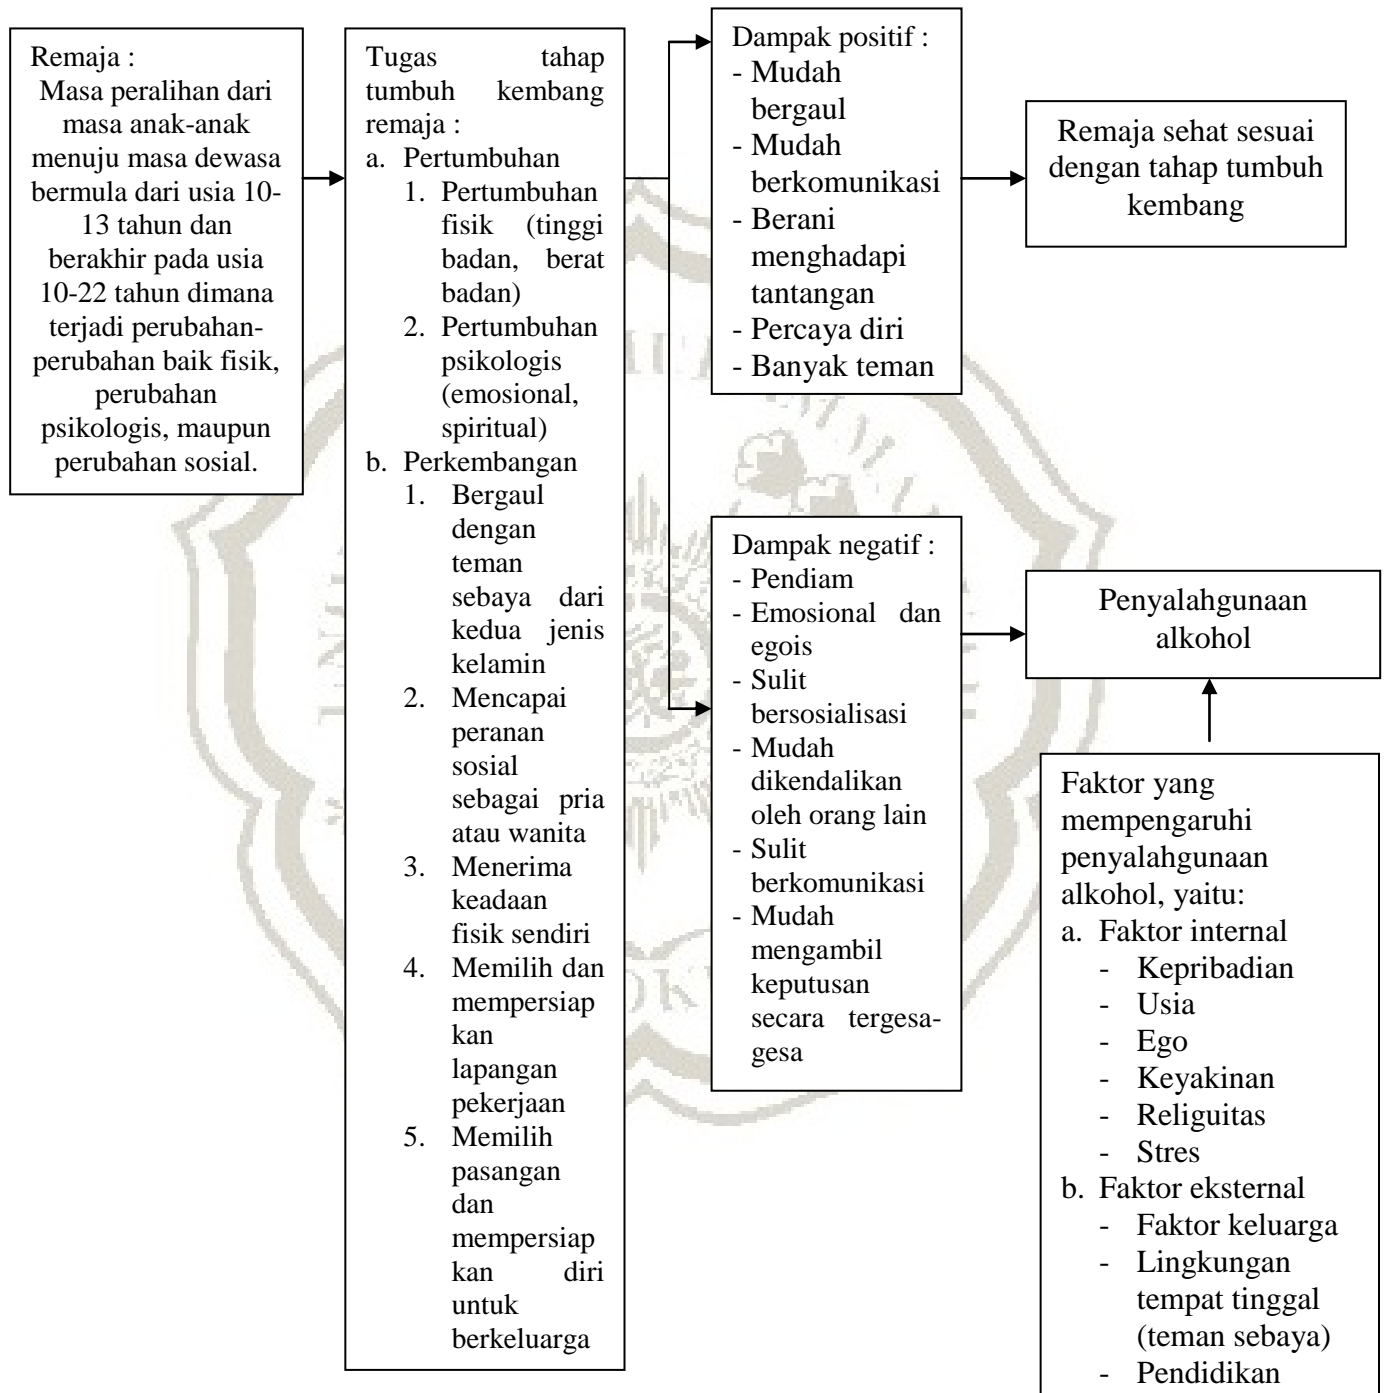 Remaja :
Masa peralihan dari
masa anak-anak
menuju masa dewasa
bermula dari usia 10-
13 tahun dan
berakhir pada usia
10-22 tahun dimana
terjadi perubahan-
perubahan baik fisik,
perubahan
psikologis, maupun
perubahan sosial.
Tugas tahap
tumbuh kembang
remaja :
a. Pertumbuhan
1. Pertumbuhan
fisik (tinggi
badan, berat
badan)
2. Pertumbuhan
psikologis
(emosional,
spiritual)
b. Perkembangan
1. Bergaul
dengan
teman
sebaya dari
kedua jenis
kelamin
2. Mencapai
peranan
sosial
sebagai pria
atau wanita
3. Menerima
keadaan
fisik sendiri
4. Memilih dan
mempersiap
kan
lapangan
pekerjaan
5. Memilih
pasangan
dan
mempersiap
kan diri
untuk
berkeluarga
Dampak positif :
- Mudah
bergaul
- Mudah
berkomunikasi
- Berani
menghadapi
tantangan
- Percaya diri
- Banyak teman
Remaja sehat sesuai
dengan tahap tumbuh
kembang
Dampak negatif :
- Pendiam
- Emosional dan
egois
- Sulit
bersosialisasi
- Mudah
dikendalikan
oleh orang lain
- Sulit
berkomunikasi
- Mudah
mengambil
keputusan
secara tergesa-
gesa
Penyalahgunaan
alkohol
Faktor yang
mempengaruhi
penyalahgunaan
alkohol, yaitu:
a. Faktor internal
- Kepribadian
- Usia
- Ego
- Keyakinan
- Religuitas
- Stres
b. Faktor eksternal
- Faktor keluarga
- Lingkungan
tempat tinggal
(teman sebaya)
- Pendidikan